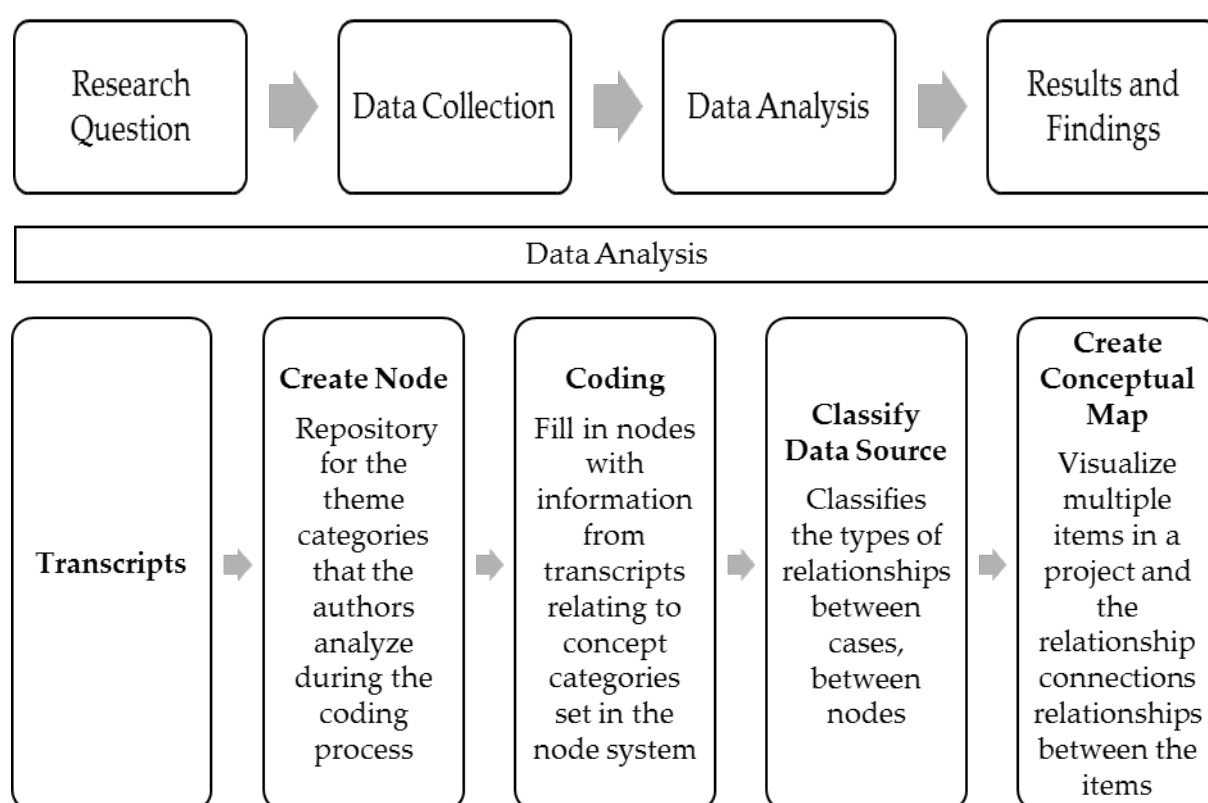 Research
Question
Data Collection
Data Analysis
Results and
Findings
Data Analysis
Transcripts
Create Node
Repository
for the
theme
categories
that the
authors
analyze
during the
coding
process
Coding
Fill in nodes
with
information
from
transcripts
relating to
concept
categories
set in the
node system
Classify
Data Source
Classifies
the types of
relationships
between
cases,
between
nodes
Create
Conceptual
Map
Visualize
multiple
items in a
project and
the
relationship
connections
relationships
between the
items